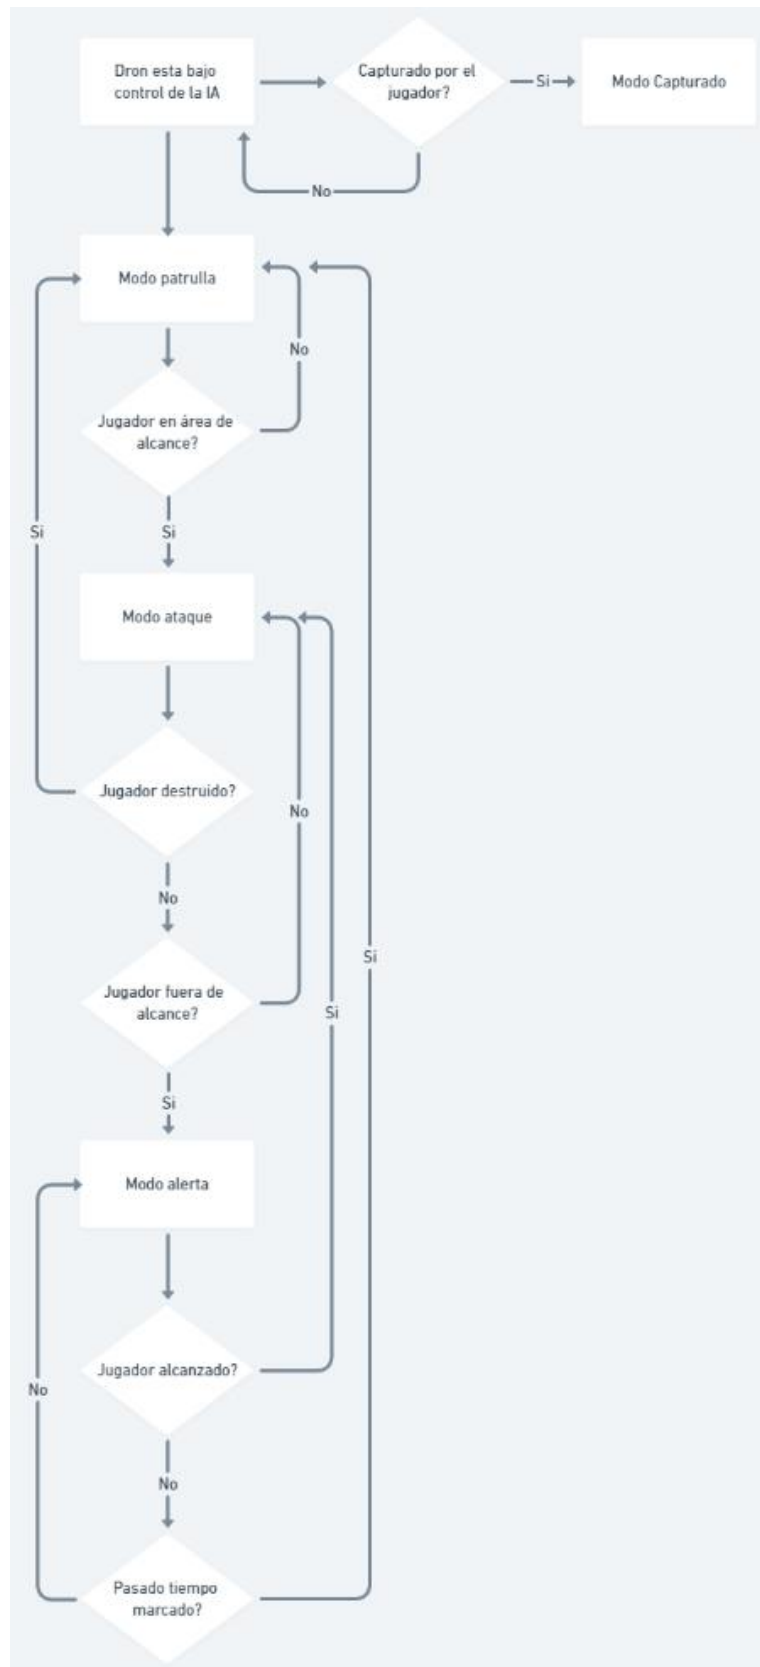 Dron esta bajo
control de la IA
Capturado por el
jugador?
Si
Modo Capturado
No
Modo patrulla
No
Jugador en área de
alcance?
Si
Si
Modo ataque
Jugador destruido?
No
No
Si
Jugador fuera de
alcance?
Si
Si
Modo alerta
Jugador alcanzado?
No
No
Pasado tiempo
marcado?